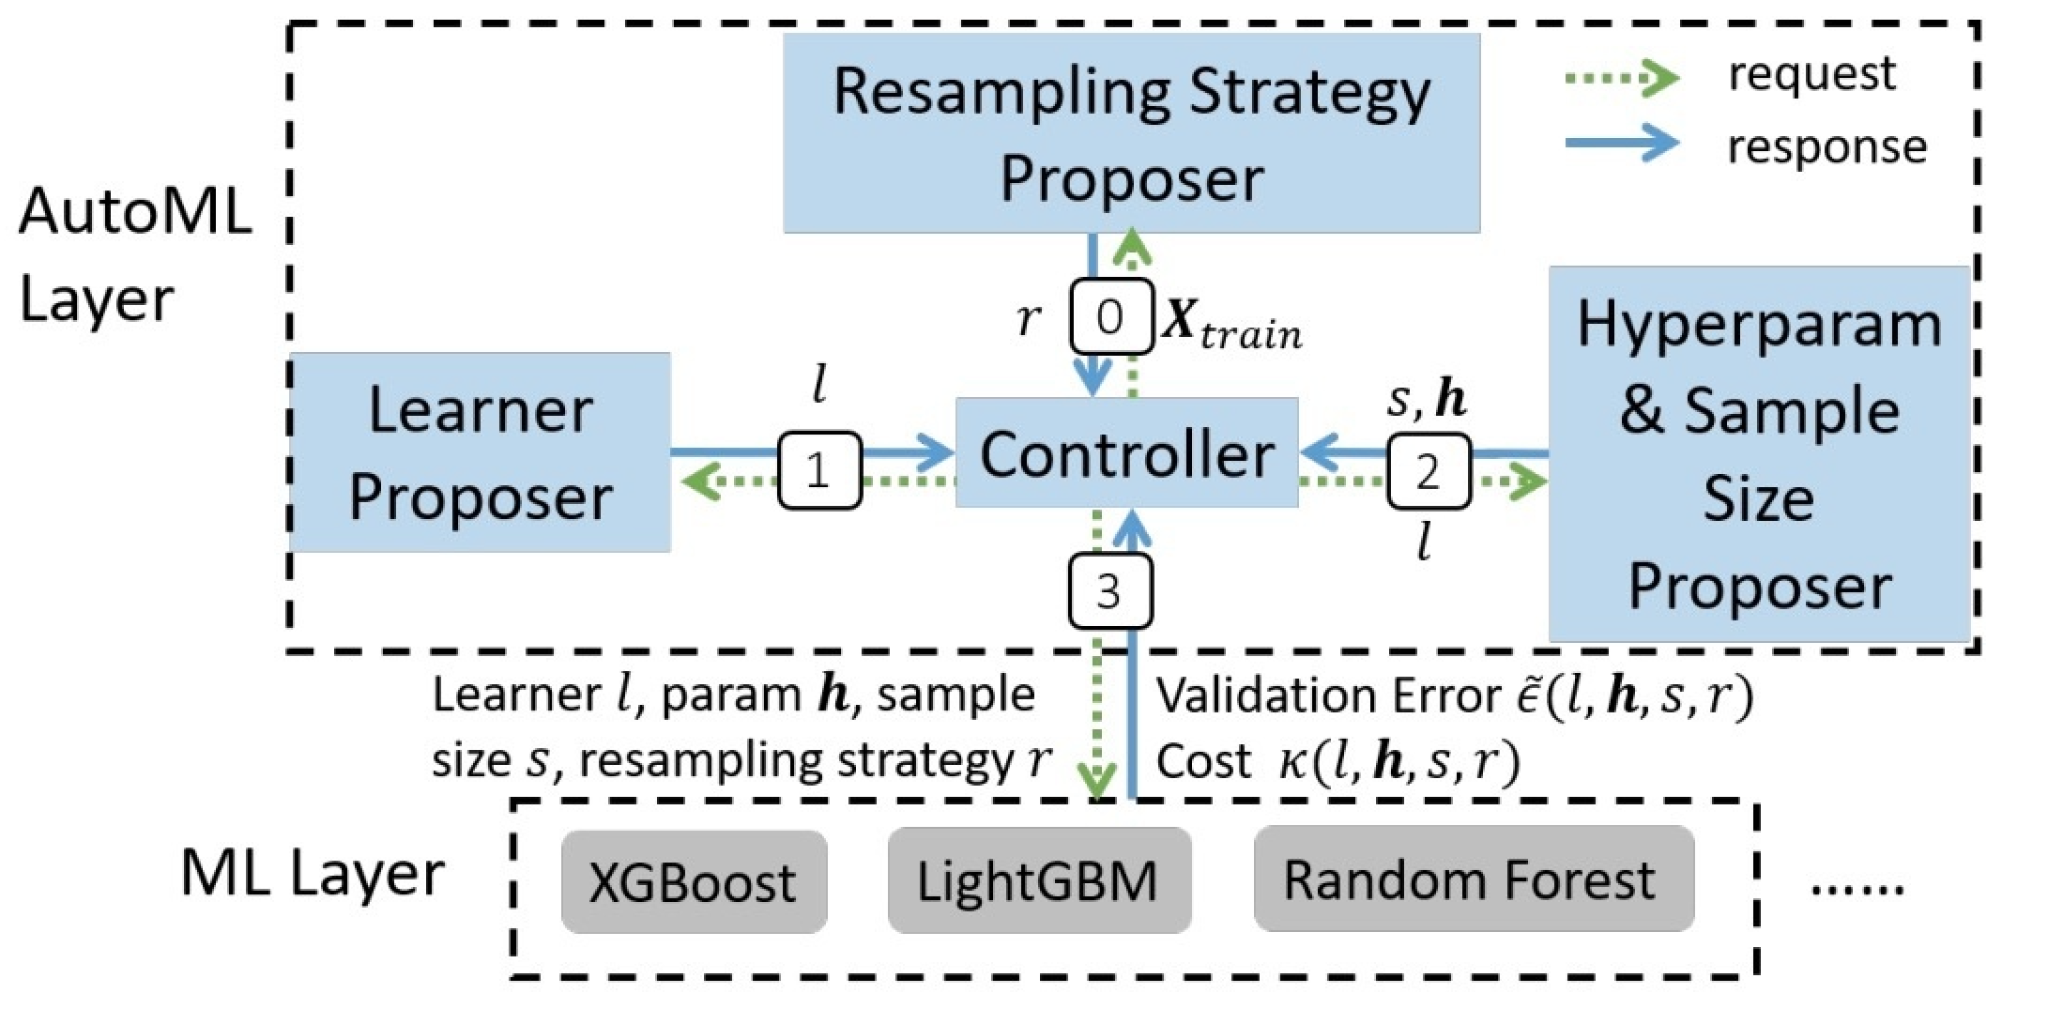 Resampling Strategy
Proposer
request
response
AutoML
Layer
r
0
X_train
Hyperparam
& Sample
Size
Proposer
Learner
Proposer
l
1
Controller
s, h
2
l
3
Learner l, param h, sample
size s, resampling strategy r
Validation Error ε̃(l, h, s, r)
Cost κ(l, h, s, r)
ML Layer
XGBoost
LightGBM
Random Forest
......